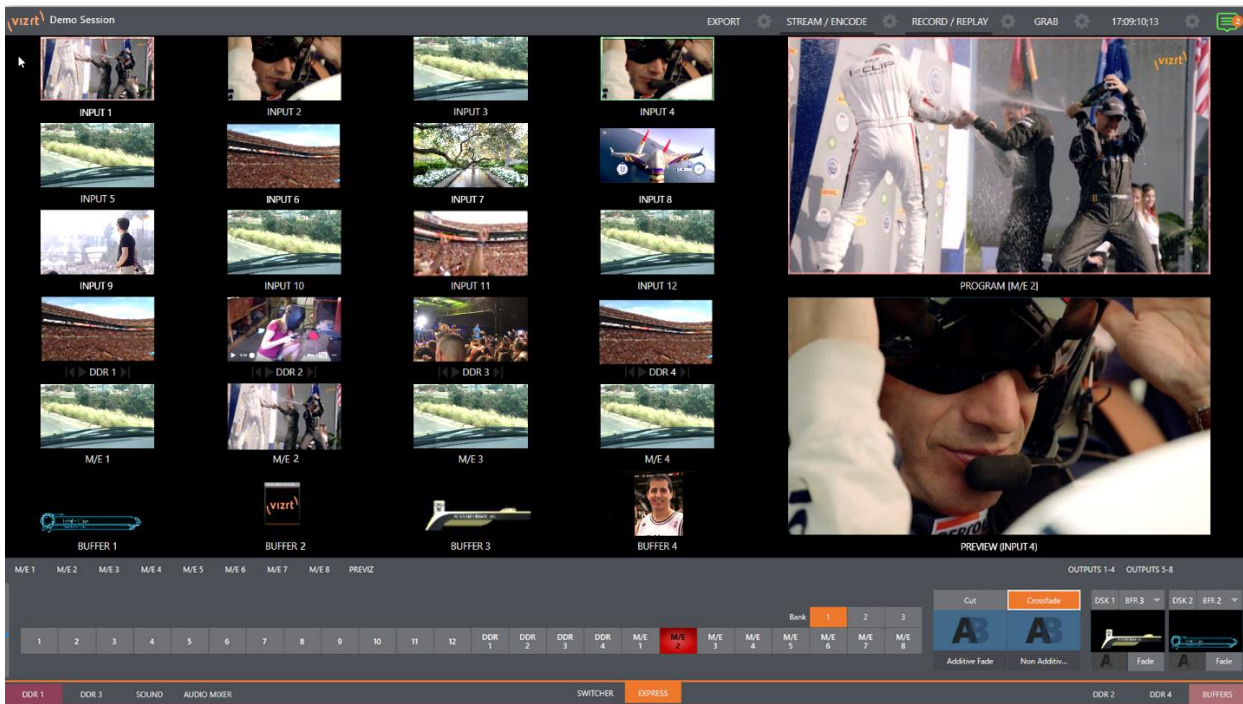 vizrt Demo Session EXPORT STREAM / ENCODE RECORD / REPLAY GRAB 17:09:10;13 2
INPUT 1 INPUT 2 INPUT 3 INPUT 4
INPUT 5 INPUT 6 INPUT 7 INPUT 8
INPUT 9 INPUT 10 INPUT 11 INPUT 12
DDR 1 DDR 2 DDR 3 DDR 4
M/E 1 M/E 2 M/E 3 M/E 4
vizrt
BUFFER 1 BUFFER 2 BUFFER 3 BUFFER 4
vizrt
PROGRAM [M/E 2]
PREVIEW (INPUT 4)
M/E 1 M/E 2 M/E 3 M/E 4 M/E 5 M/E 6 M/E 7 M/E 8 PREVIZ OUTPUTS 1-4 OUTPUTS 5-8
Cut Crossfade DSK 1 BFR 3 DSK 2 BFR 2
Bank 1 2 3
1 2 3 4 5 6 7 8 9 10 11 12 DDR 1 DDR 2 DDR 3 DDR 4 M/E 1 M/E 2 M/E 3 M/E 4 M/E 5 M/E 6 M/E 7 M/E 8
AB AB
Additive Fade Non Additiv... A Fade A Fade
DDR 1 DDR 3 SOUND AUDIO MIXER SWITCHER EXPRESS DDR 2 DDR 4 BUFFERS